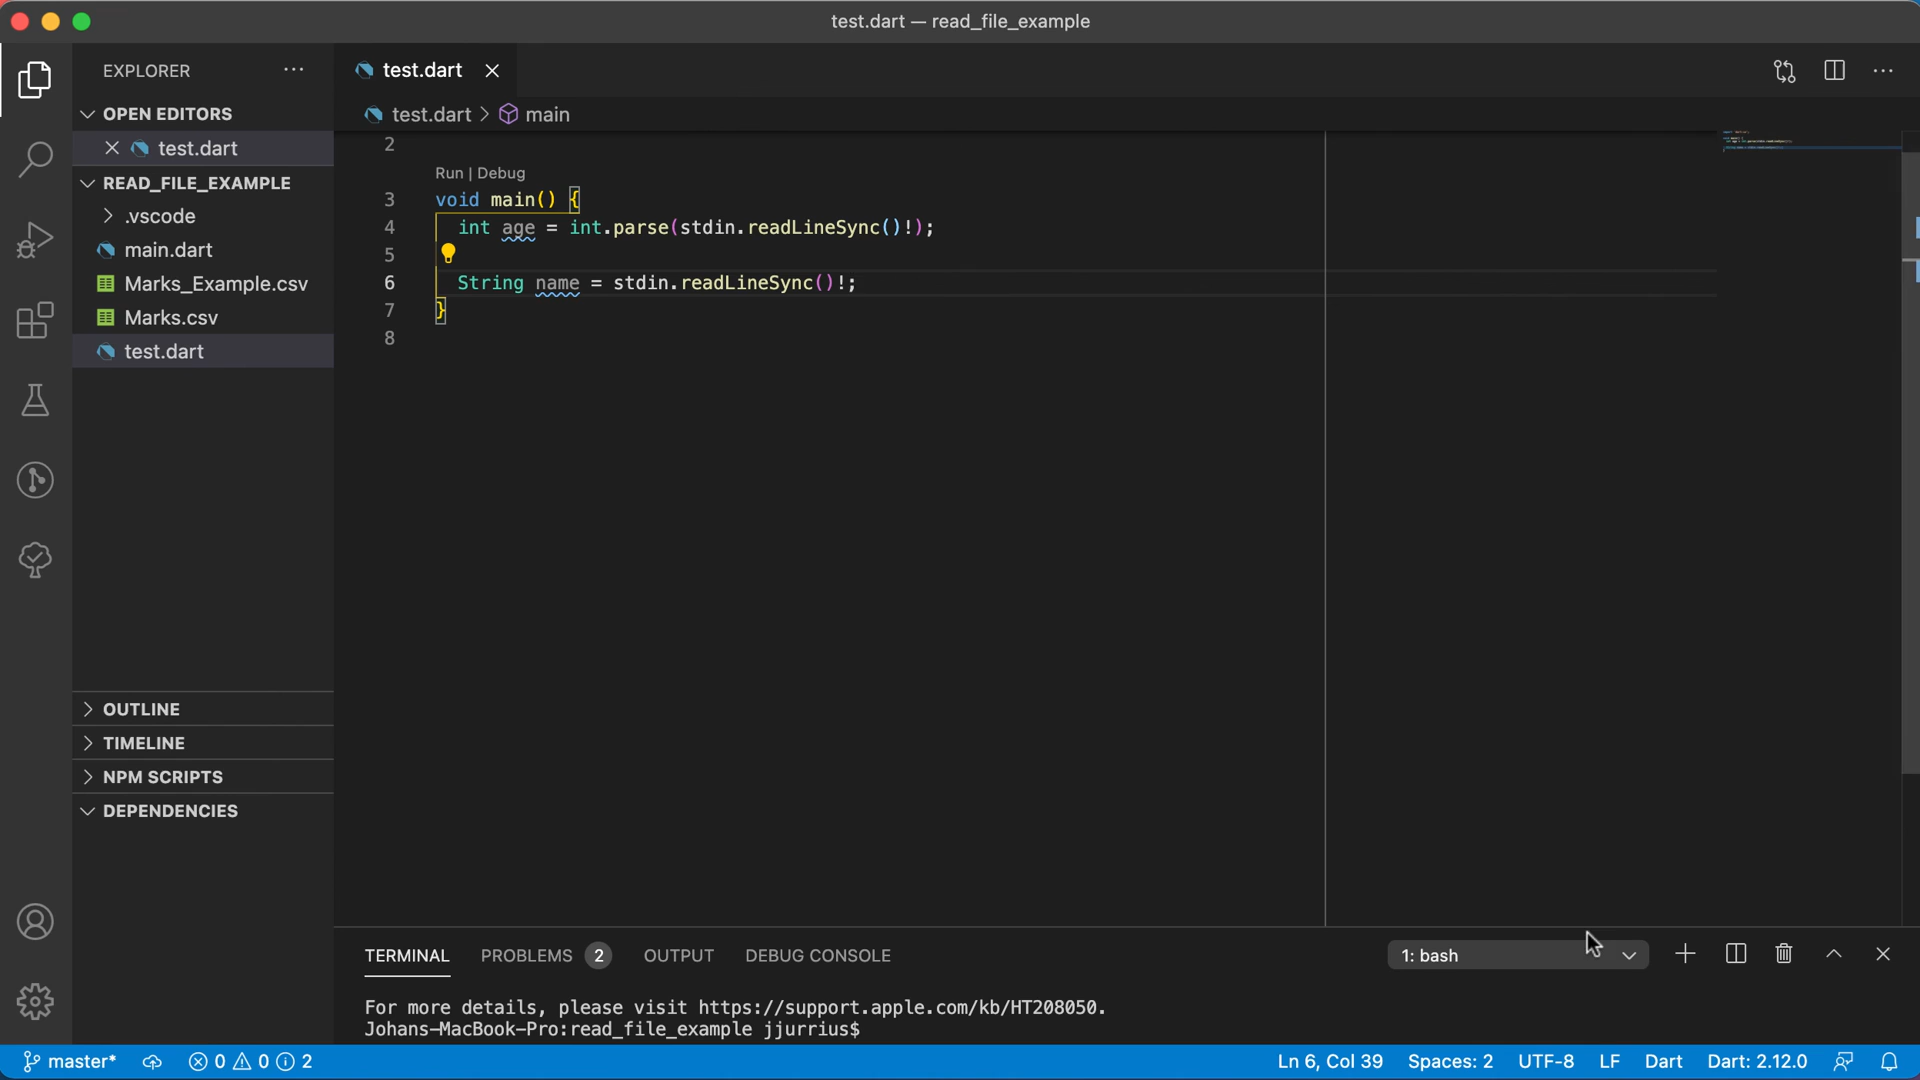 test.dart — read_file_example
EXPLORER
test.dart
OPEN EDITORS
test.dart > main
test.dart
READ_FILE_EXAMPLE
.vscode
main.dart
Marks_Example.csv
Marks.csv
test.dart
2
Run | Debug
3 void main() {
4 int age = int.parse(stdin.readLineSync()!);
5
6 String name = stdin.readLineSync()!;
7 }
8
OUTLINE
TIMELINE
NPM SCRIPTS
DEPENDENCIES
TERMINAL PROBLEMS 2 OUTPUT DEBUG CONSOLE 1: bash
For more details, please visit https://support.apple.com/kb/HT208050.
Johans-MacBook-Pro:read_file_example jjurrius$
master* 0 0 2 Ln 6, Col 39 Spaces: 2 UTF-8 LF Dart Dart: 2.12.0